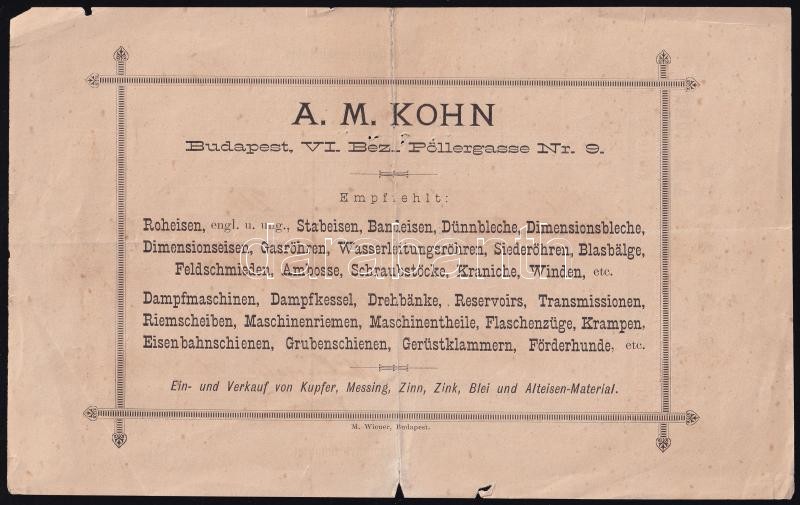 A. M. KOHN
Budapest, VI. Bez., Pöllergasse Nr. 9.
Empfiehlt:
Roheisen, engl. u. ung., Stabeisen, Bandeisen, Dünnbleche, Dimensionsbleche,
Dimensionseisen, Gasröhren, Wasserleitungsröhren, Siederöhren, Blasbälge,
Feldschmieden, Ambosse, Schraubstöcke, Kraniche, Winden, etc.
Dampfmaschinen, Dampfkessel, Drehbänke, Reservoirs, Transmissionen,
Riemscheiben, Maschinenriemen, Maschinentheile, Flaschenzüge, Krampen,
Eisenbahnschienen, Grubenschienen, Gerüstklammern, Förderhunde, etc.
Ein- und Verkauf von Kupfer, Messing, Zinn, Zink, Blei und Alteisen-Material.
M. Wiener, Budapest.
darabanth